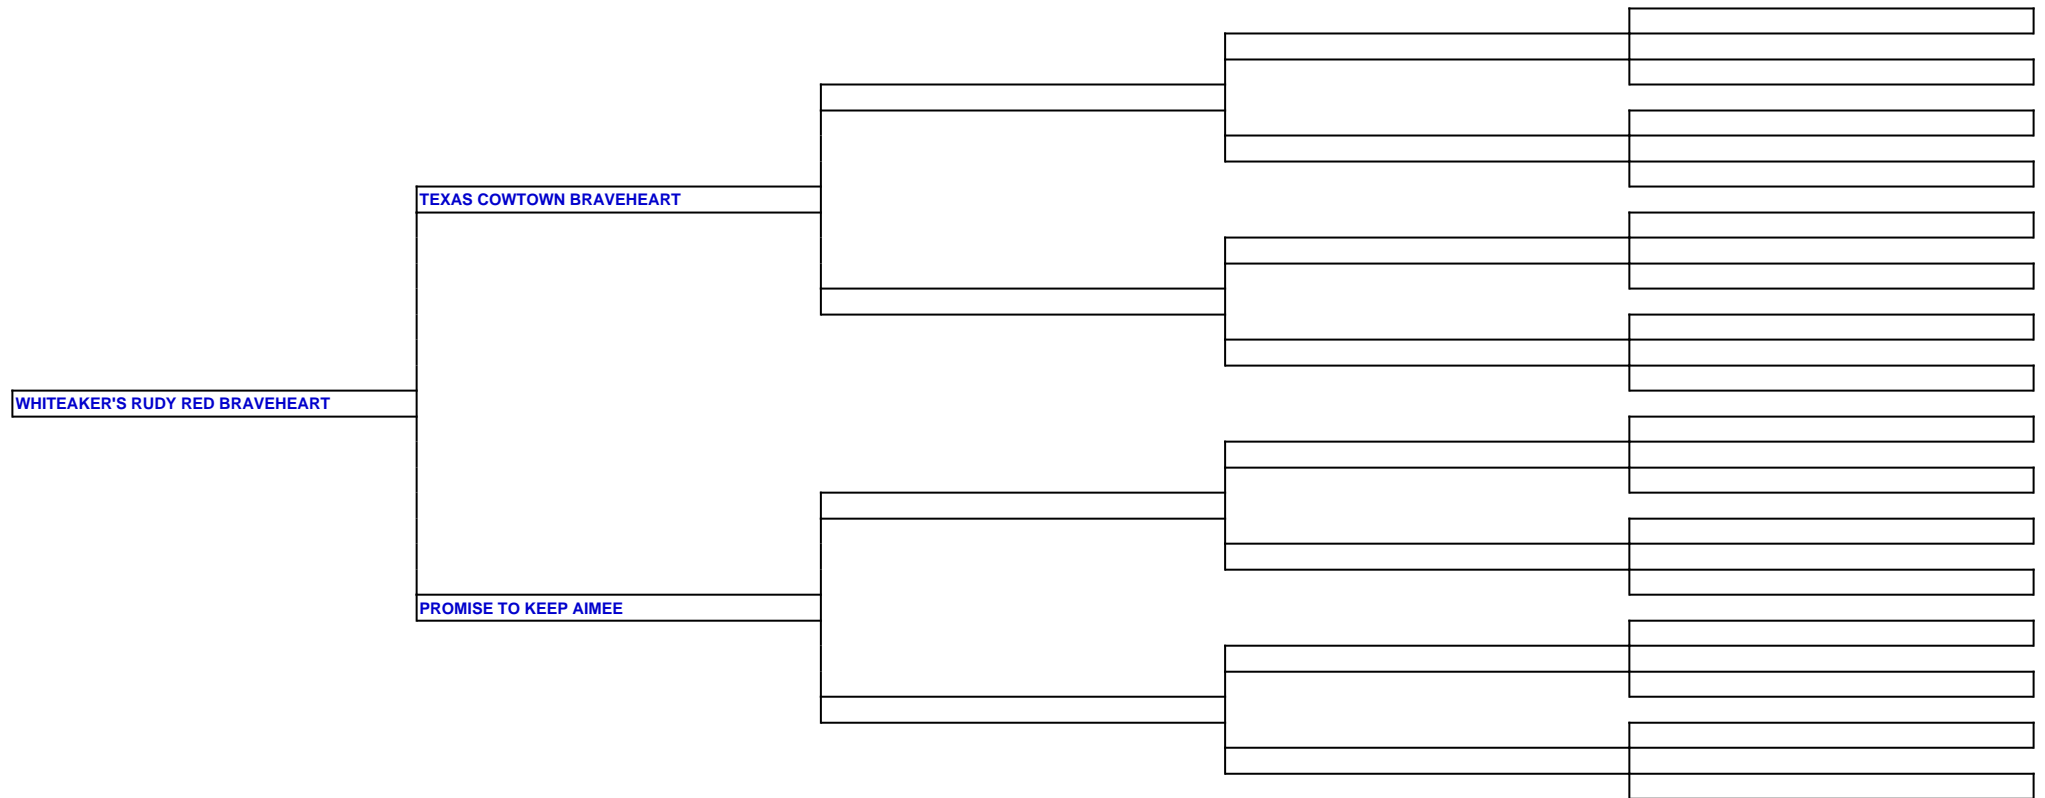 TEXAS COWTOWN BRAVEHEART
WHITEAKER'S RUDY RED BRAVEHEART
PROMISE TO KEEP AIMEE